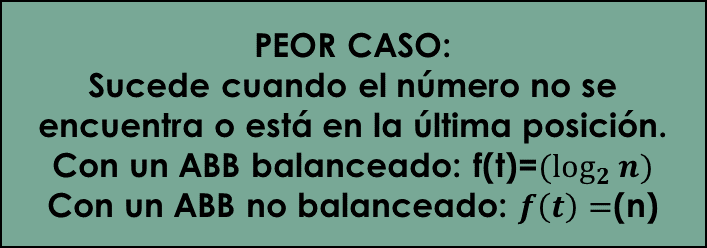 PEOR CASO:
Sucede cuando el número no se
encuentra o está en la última posición.
Con un ABB balanceado: f(t)=(log₂ 𝒏)
Con un ABB no balanceado: 𝒇(𝒕) =(n)